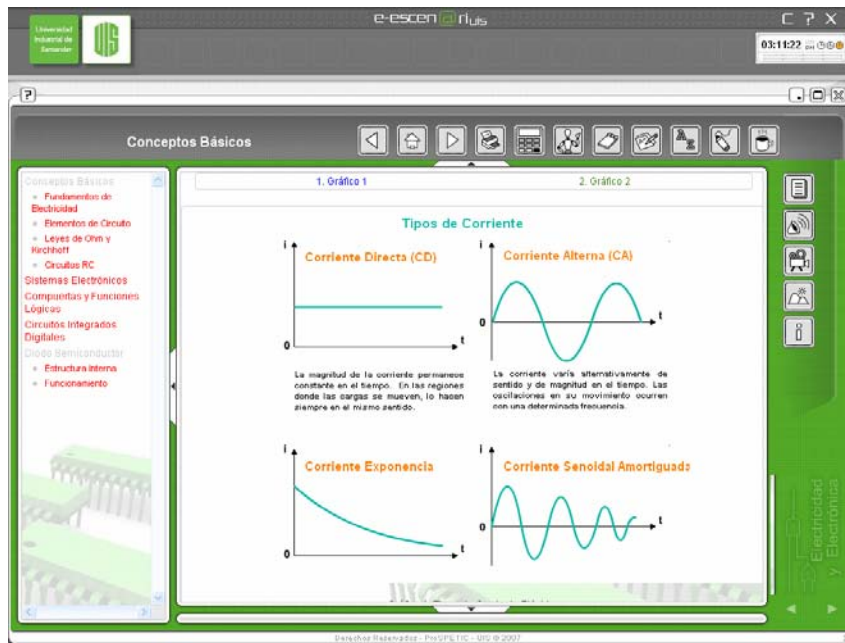 Universidad
Industrial de
Santander
UIS
e-escen@riuis
03:11:22
Conceptos Básicos
Conceptos Básicos
Fundamentos de
Electricidad
Elementos de Circuito
Leyes de Ohm y
Kirchhoff
Circuitos RC
Sistemas Electrónicos
Compuertas y Funciones
Lógicas
Circuitos Integrados
Digitales
Diodo Semiconductor
Estructura Interna
Funcionamiento
1. Gráfico 1
2. Gráfico 2
Tipos de Corriente
i
Corriente Directa (CD)
0
t
La magnitud de la corriente permanece
constante en el tiempo. En las regiones
donde las cargas se mueven, lo hacen
siempre en el mismo sentido.
i
Corriente Alterna (CA)
0
t
La corriente varía alternativamente de
sentido y de magnitud en el tiempo. Las
oscilaciones en su movimiento ocurren
con una determinada frecuencia.
i
Corriente Exponencia
0
t
i
Corriente Senoidal Amortiguada
0
t
Electricidad
y Electrónica
Derechos Reservados - ProSPETIC - UIS @ 2007